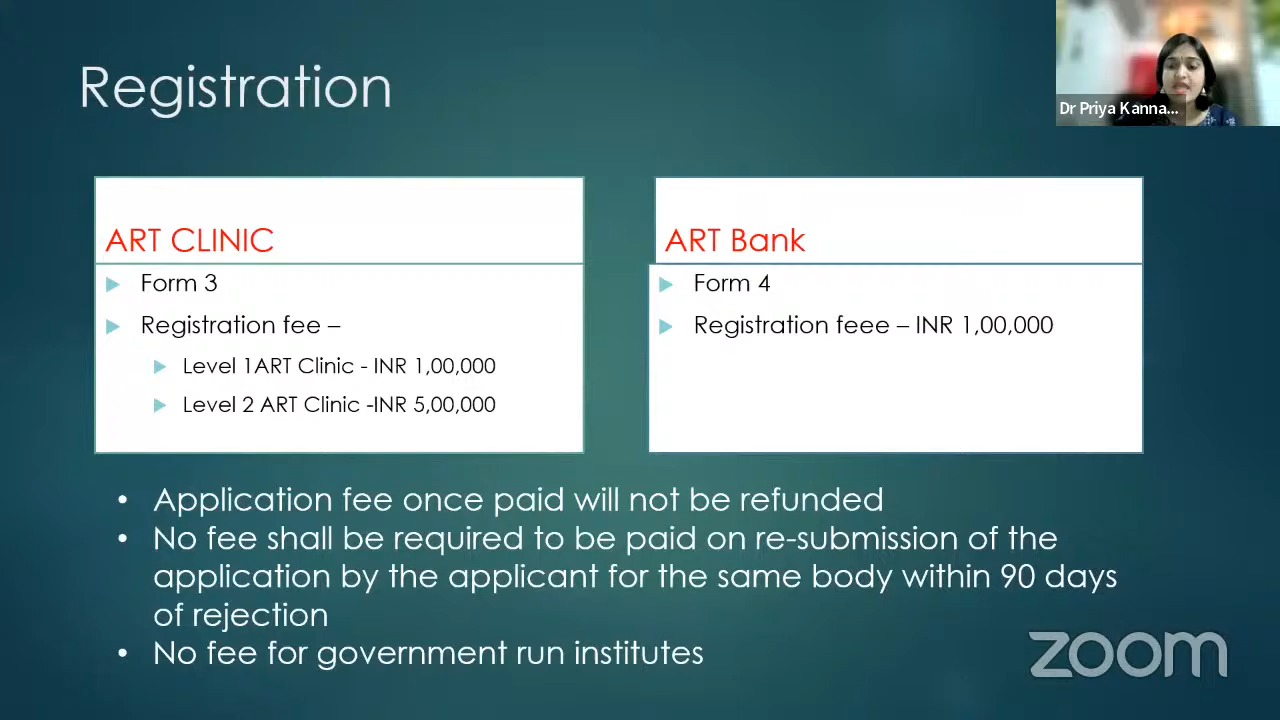 Registration
Dr Priya Kanna...
ART CLINIC
Form 3
Registration fee –
Level 1ART Clinic - INR 1,00,000
Level 2 ART Clinic -INR 5,00,000
ART Bank
Form 4
Registration feee – INR 1,00,000
• Application fee once paid will not be refunded
• No fee shall be required to be paid on re-submission of the
application by the applicant for the same body within 90 days
of rejection
• No fee for government run institutes
zoom